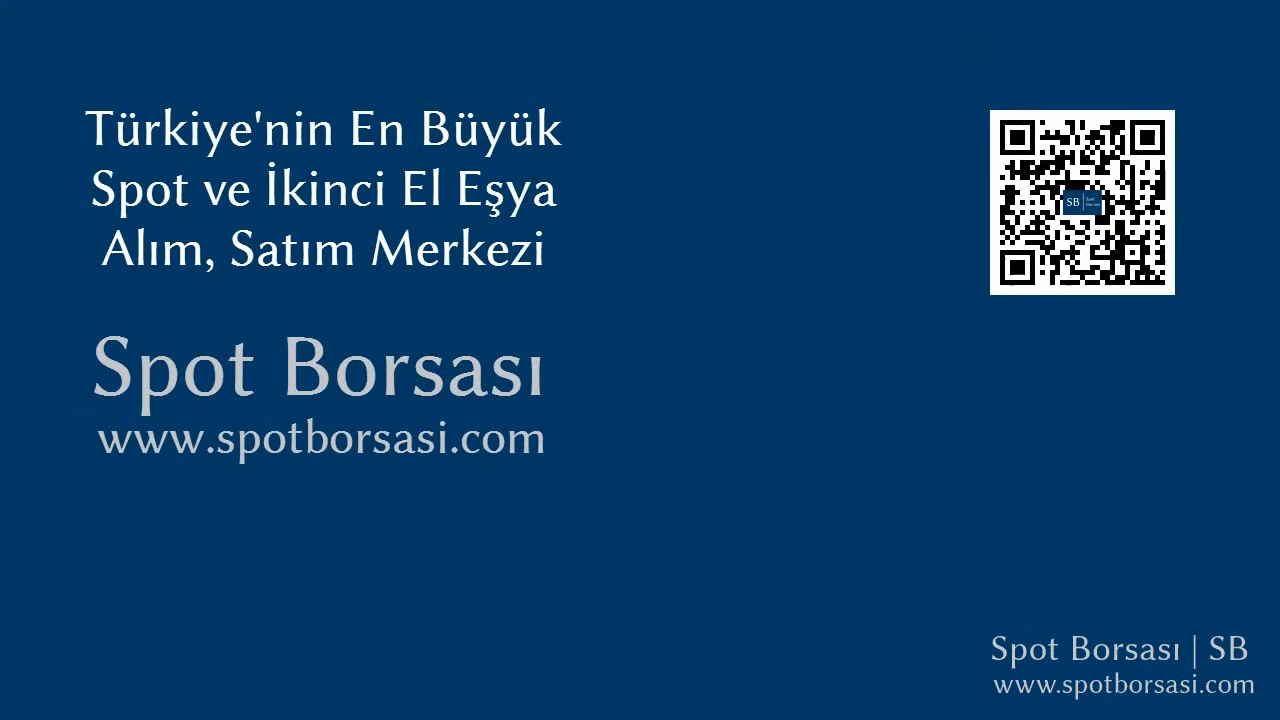 Türkiye'nin En Büyük
Spot ve İkinci El Eşya
Alım, Satım Merkezi
Spot Borsası
www.spotborsasi.com
SB
Spot Borsası | SB
www.spotborsasi.com